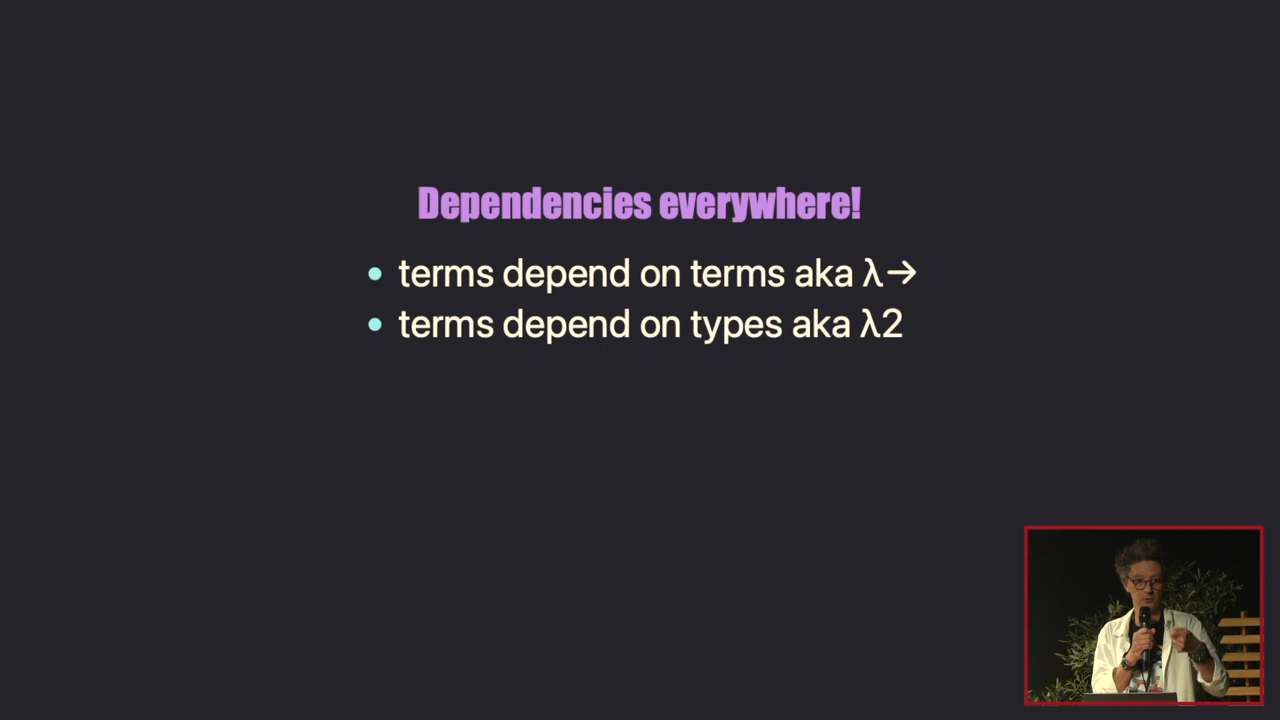 Dependencies everywhere!
• terms depend on terms aka λ→
• terms depend on types aka λ2